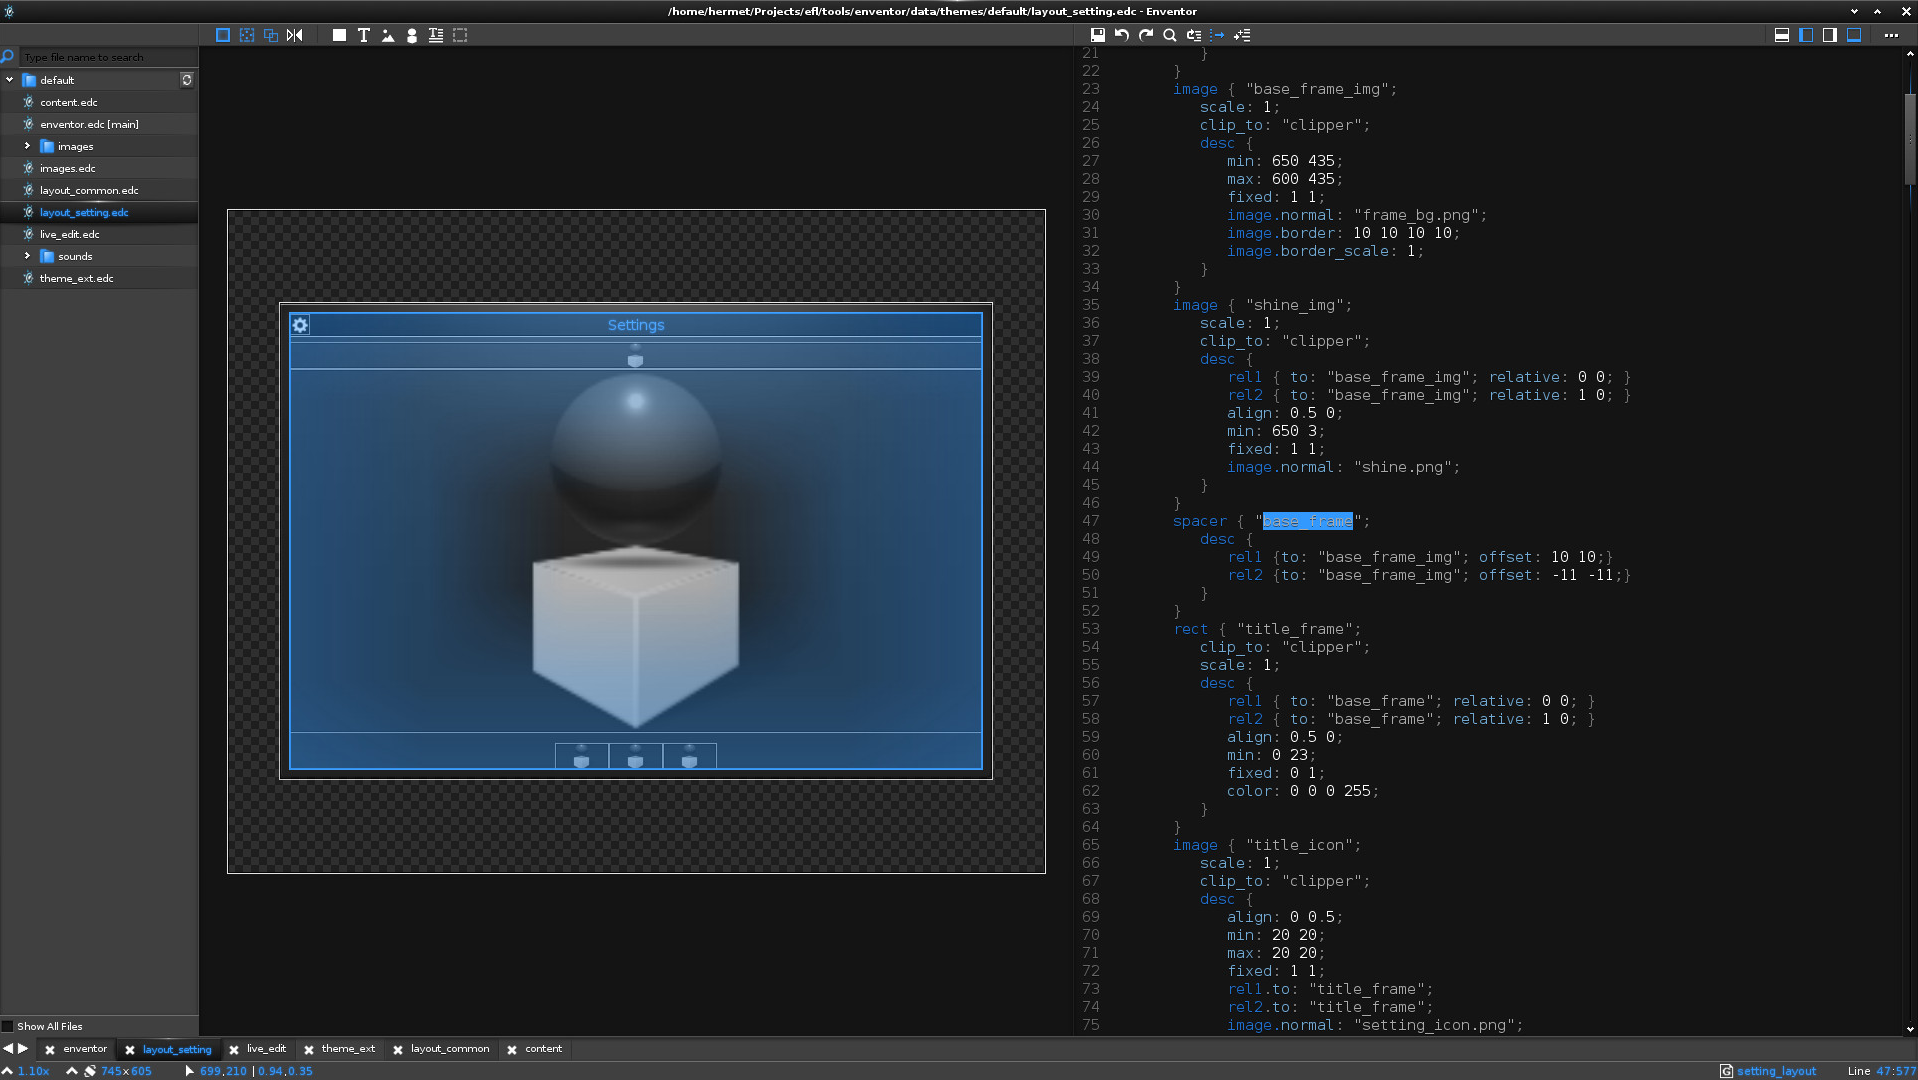 /home/hermet/Projects/efl/tools/enventor/data/themes/default/layout_setting.edc - Enventor
Type file name to search
default
content.edc
enventor.edc [main]
images
images.edc
layout_common.edc
layout_setting.edc
live_edit.edc
sounds
theme_ext.edc
Show All Files
Settings
21 }
22 }
23 image { "base_frame_img";
24 scale: 1;
25 clip_to: "clipper";
26 desc {
27 min: 650 435;
28 max: 600 435;
29 fixed: 1 1;
30 image.normal: "frame_bg.png";
31 image.border: 10 10 10 10;
32 image.border_scale: 1;
33 }
34 }
35 image { "shine_img";
36 scale: 1;
37 clip_to: "clipper";
38 desc {
39 rel1 { to: "base_frame_img"; relative: 0 0; }
40 rel2 { to: "base_frame_img"; relative: 1 0; }
41 align: 0.5 0;
42 min: 650 3;
43 fixed: 1 1;
44 image.normal: "shine.png";
45 }
46 }
47 spacer { "base_frame";
48 desc {
49 rel1 {to: "base_frame_img"; offset: 10 10;}
50 rel2 {to: "base_frame_img"; offset: -11 -11;}
51 }
52 }
53 rect { "title_frame";
54 clip_to: "clipper";
55 scale: 1;
56 desc {
57 rel1 { to: "base_frame"; relative: 0 0; }
58 rel2 { to: "base_frame"; relative: 1 0; }
59 align: 0.5 0;
60 min: 0 23;
61 fixed: 0 1;
62 color: 0 0 0 255;
63 }
64 }
65 image { "title_icon";
66 scale: 1;
67 clip_to: "clipper";
68 desc {
69 align: 0 0.5;
70 min: 20 20;
71 max: 20 20;
72 fixed: 1 1;
73 rel1.to: "title_frame";
74 rel2.to: "title_frame";
75 image.normal: "setting_icon.png";
enventor layout_setting live_edit theme_ext layout_common content
1.10x 745x605 699,210 | 0.94,0.35 setting_layout Line 47:577